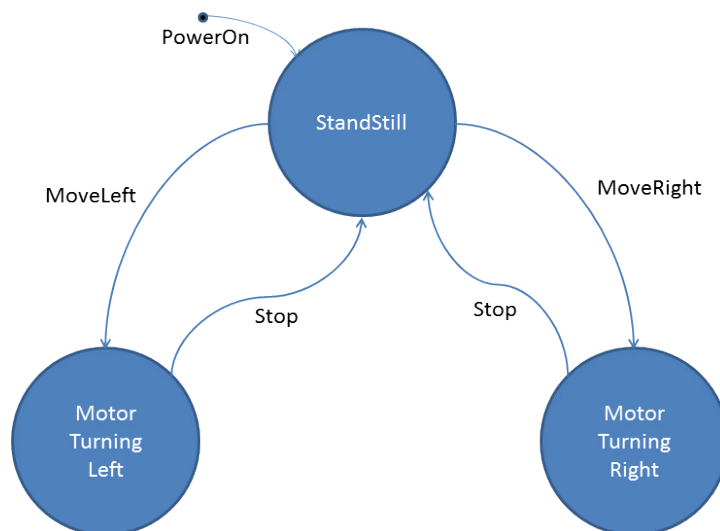 PowerOn
StandStill
MoveLeft
MoveRight
Stop
Stop
Motor
Turning
Left
Motor
Turning
Right